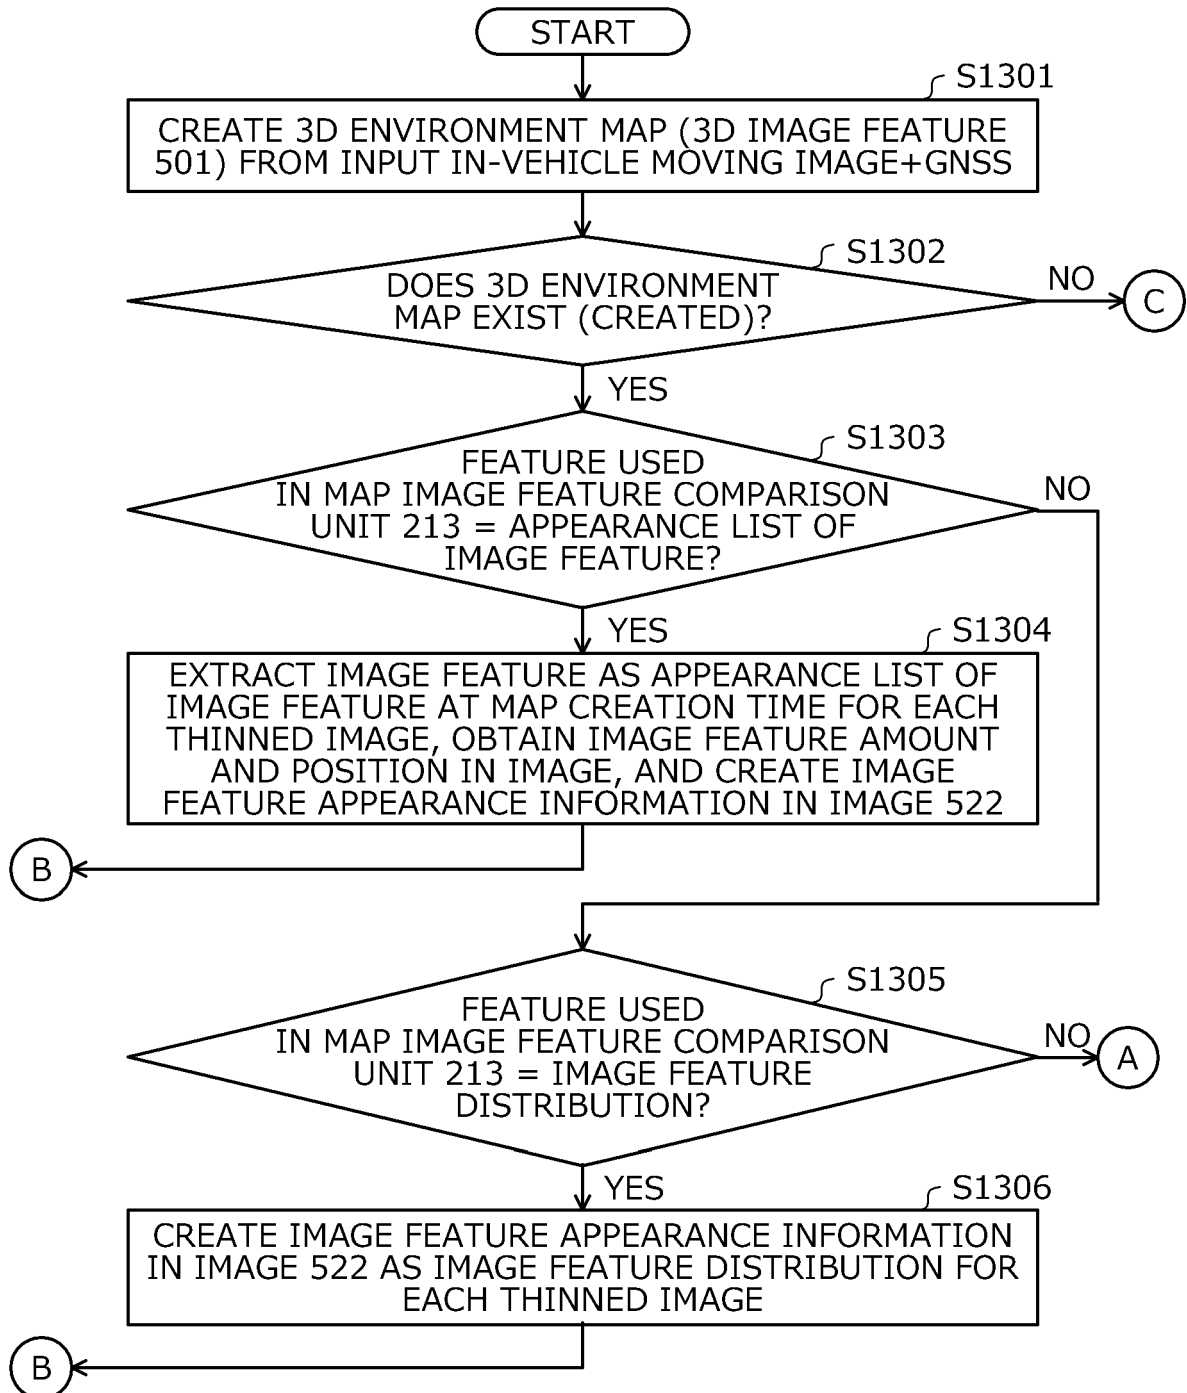 START
S1301
CREATE 3D ENVIRONMENT MAP (3D IMAGE FEATURE
501) FROM INPUT IN-VEHICLE MOVING IMAGE+GNSS
S1302
DOES 3D ENVIRONMENT
MAP EXIST (CREATED)?
NO
C
YES
S1303
FEATURE USED
IN MAP IMAGE FEATURE COMPARISON
UNIT 213 = APPEARANCE LIST OF
IMAGE FEATURE?
NO
YES
S1304
EXTRACT IMAGE FEATURE AS APPEARANCE LIST OF
IMAGE FEATURE AT MAP CREATION TIME FOR EACH
THINNED IMAGE, OBTAIN IMAGE FEATURE AMOUNT
AND POSITION IN IMAGE, AND CREATE IMAGE
FEATURE APPEARANCE INFORMATION IN IMAGE 522
B
S1305
FEATURE USED
IN MAP IMAGE FEATURE COMPARISON
UNIT 213 = IMAGE FEATURE
DISTRIBUTION?
NO
A
YES
S1306
CREATE IMAGE FEATURE APPEARANCE INFORMATION
IN IMAGE 522 AS IMAGE FEATURE DISTRIBUTION FOR
EACH THINNED IMAGE
B